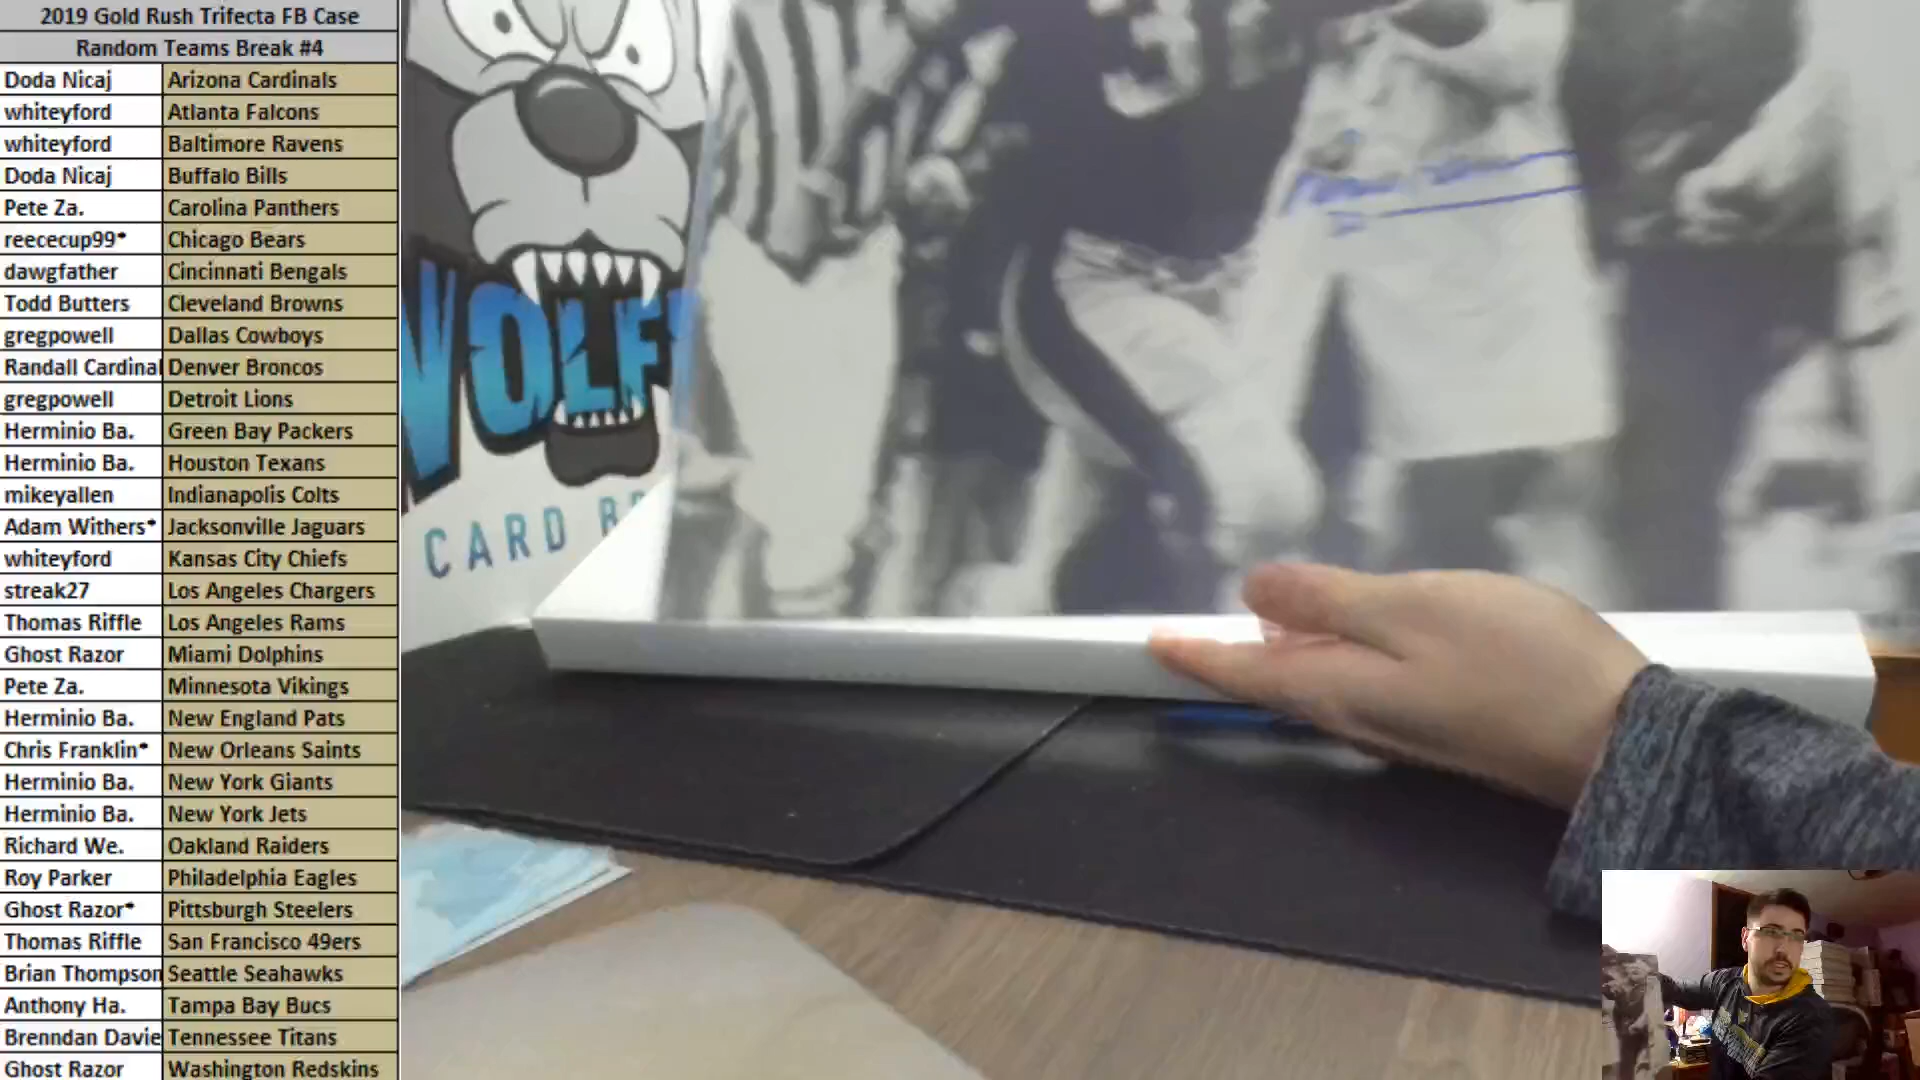 2019 Gold Rush Trifecta FB Case
Random Teams Break #4
Doda Nicaj Arizona Cardinals
whiteyford Atlanta Falcons
whiteyford Baltimore Ravens
Doda Nicaj Buffalo Bills
Pete Za. Carolina Panthers
reececup99* Chicago Bears
dawgfather Cincinnati Bengals
Todd Butters Cleveland Browns
gregpowell Dallas Cowboys
Randall Cardinal Denver Broncos
gregpowell Detroit Lions
Herminio Ba. Green Bay Packers
Herminio Ba. Houston Texans
mikeyallen Indianapolis Colts
Adam Withers* Jacksonville Jaguars
whiteyford Kansas City Chiefs
streak27 Los Angeles Chargers
Thomas Riffle Los Angeles Rams
Ghost Razor Miami Dolphins
Pete Za. Minnesota Vikings
Herminio Ba. New England Pats
Chris Franklin* New Orleans Saints
Herminio Ba. New York Giants
Herminio Ba. New York Jets
Richard We. Oakland Raiders
Roy Parker Philadelphia Eagles
Ghost Razor* Pittsburgh Steelers
Thomas Riffle San Francisco 49ers
Brian Thompson Seattle Seahawks
Anthony Ha. Tampa Bay Bucs
Brenndan Davie Tennessee Titans
Ghost Razor Washington Redskins
WOLF
CARD B